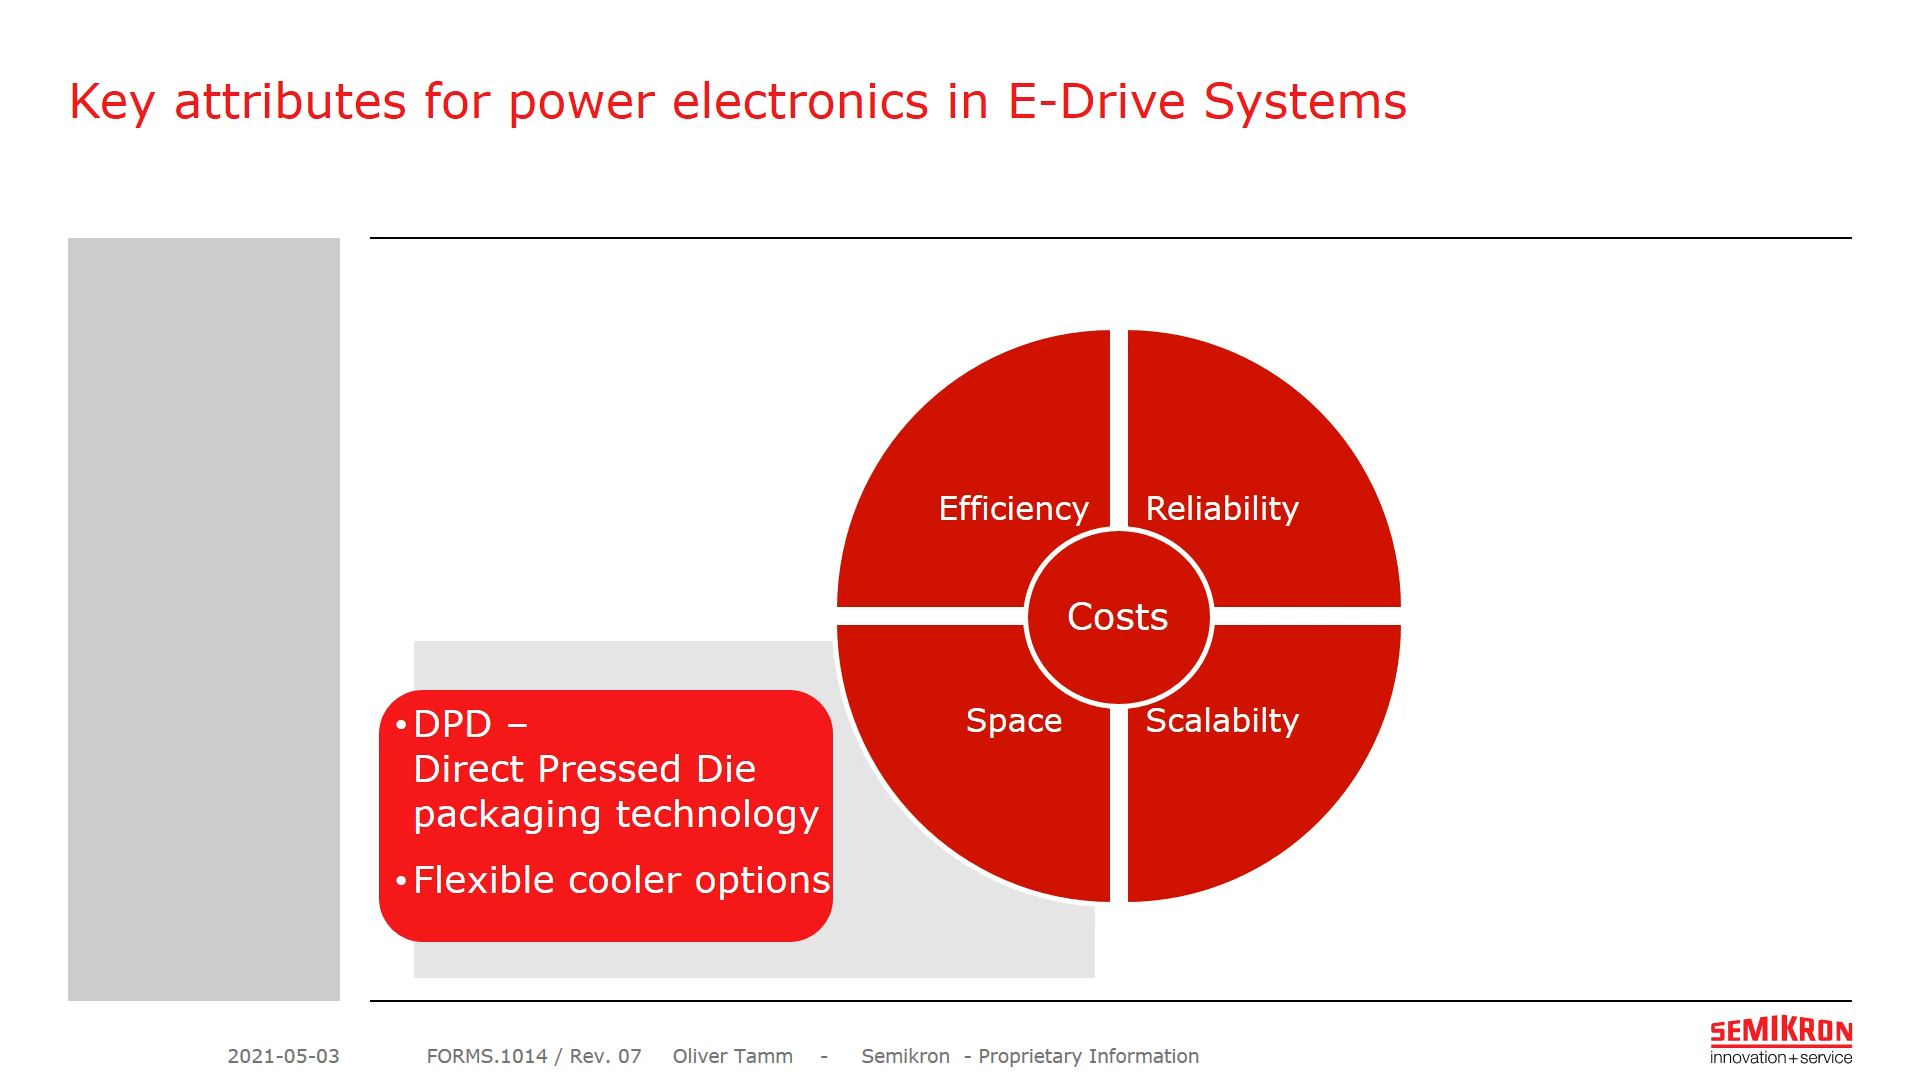 Key attributes for power electronics in E-Drive Systems
Efficiency
Reliability
Costs
Space
Scalabilty
•DPD –
Direct Pressed Die
packaging technology
•Flexible cooler options
2021-05-03
FORMS.1014 / Rev. 07 Oliver Tamm - Semikron - Proprietary Information
SEMIKRON
innovation+service